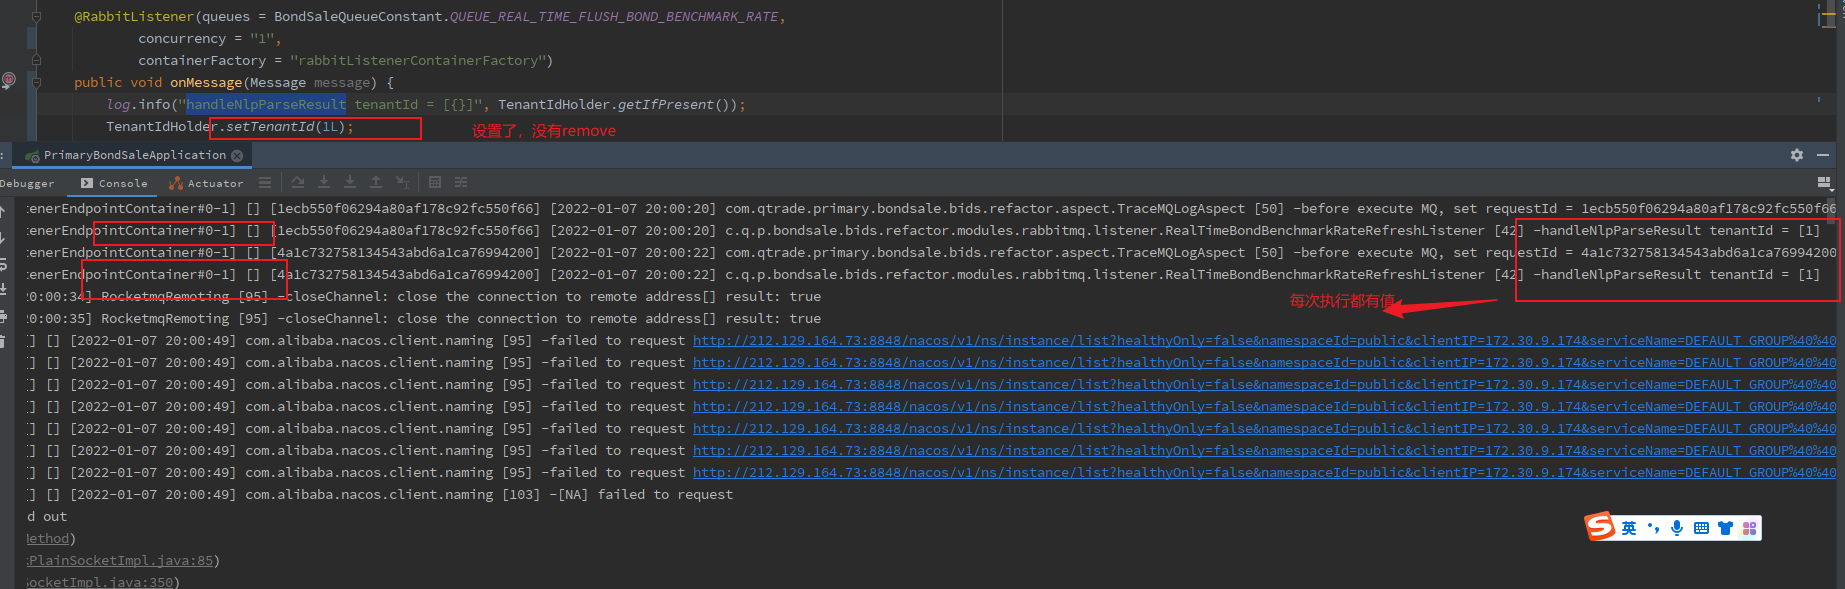 @RabbitListener(queues = BondSaleQueueConstant.QUEUE_REAL_TIME_FLUSH_BOND_BENCHMARK_RATE,
concurrency = "1",
containerFactory = "rabbitListenerContainerFactory")
public void onMessage(Message message) {
log.info("handleNlpParseResult tenantId = [{}]", TenantIdHolder.getIfPresent());
TenantIdHolder.setTenantId(1L);
设置了，没有remove
PrimaryBondSaleApplication
Debugger Console Actuator
tenerEndpointContainer#0-1] [] [1ecb550f06294a80af178c92fc550f66] [2022-01-07 20:00:20] com.qtrade.primary.bondsale.bids.refactor.aspect.TraceMQLogAspect [50] -before execute MQ, set requestId = 1ecb550f06294a80af178c92fc550f66
tenerEndpointContainer#0-1] [] [1ecb550f06294a80af178c92fc550f66] [2022-01-07 20:00:20] c.q.p.bondsale.bids.refactor.modules.rabbitmq.listener.RealTimeBondBenchmarkRateRefreshListener [42] -handleNlpParseResult tenantId = [1]
tenerEndpointContainer#0-1] [] [4a1c732758134543abd6a1ca76994200] [2022-01-07 20:00:22] com.qtrade.primary.bondsale.bids.refactor.aspect.TraceMQLogAspect [50] -before execute MQ, set requestId = 4a1c732758134543abd6a1ca76994200
tenerEndpointContainer#0-1] [] [4a1c732758134543abd6a1ca76994200] [2022-01-07 20:00:22] c.q.p.bondsale.bids.refactor.modules.rabbitmq.listener.RealTimeBondBenchmarkRateRefreshListener [42] -handleNlpParseResult tenantId = [1]
20:00:34] RocketmqRemoting [95] -closeChannel: close the connection to remote address[] result: true
每次执行都有值
20:00:35] RocketmqRemoting [95] -closeChannel: close the connection to remote address[] result: true
] [] [2022-01-07 20:00:49] com.alibaba.nacos.client.naming [95] -failed to request http://212.129.164.73:8848/nacos/v1/ns/instance/list?healthyOnly=false&namespaceId=public&clientIP=172.30.9.174&serviceName=DEFAULT_GROUP%40%40
] [] [2022-01-07 20:00:49] com.alibaba.nacos.client.naming [95] -failed to request http://212.129.164.73:8848/nacos/v1/ns/instance/list?healthyOnly=false&namespaceId=public&clientIP=172.30.9.174&serviceName=DEFAULT_GROUP%40%40
] [] [2022-01-07 20:00:49] com.alibaba.nacos.client.naming [95] -failed to request http://212.129.164.73:8848/nacos/v1/ns/instance/list?healthyOnly=false&namespaceId=public&clientIP=172.30.9.174&serviceName=DEFAULT_GROUP%40%40
] [] [2022-01-07 20:00:49] com.alibaba.nacos.client.naming [95] -failed to request http://212.129.164.73:8848/nacos/v1/ns/instance/list?healthyOnly=false&namespaceId=public&clientIP=172.30.9.174&serviceName=DEFAULT_GROUP%40%40
] [] [2022-01-07 20:00:49] com.alibaba.nacos.client.naming [95] -failed to request http://212.129.164.73:8848/nacos/v1/ns/instance/list?healthyOnly=false&namespaceId=public&clientIP=172.30.9.174&serviceName=DEFAULT_GROUP%40%40
] [] [2022-01-07 20:00:49] com.alibaba.nacos.client.naming [95] -failed to request http://212.129.164.73:8848/nacos/v1/ns/instance/list?healthyOnly=false&namespaceId=public&clientIP=172.30.9.174&serviceName=DEFAULT_GROUP%40%40
] [] [2022-01-07 20:00:49] com.alibaba.nacos.client.naming [95] -failed to request http://212.129.164.73:8848/nacos/v1/ns/instance/list?healthyOnly=false&namespaceId=public&clientIP=172.30.9.174&serviceName=DEFAULT_GROUP%40%40
] [] [2022-01-07 20:00:49] com.alibaba.nacos.client.naming [103] -[NA] failed to request
d out
Method)
PlainSocketImpl.java:85)
SocketImpl.java:350)
S 英